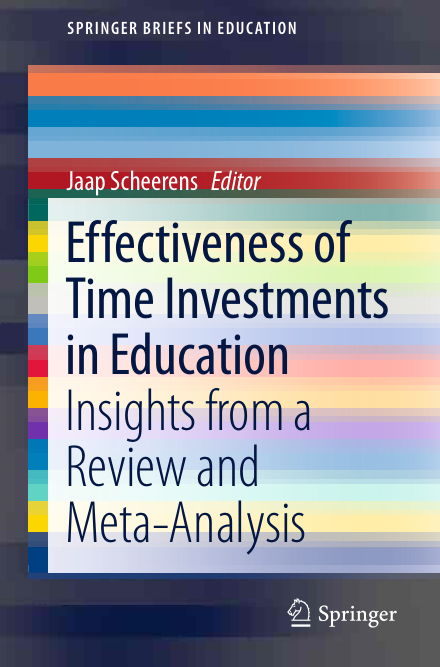 SPRINGER BRIEFS IN EDUCATION
Jaap Scheerens Editor
Effectiveness of
Time Investments
in Education
Insights from a
Review and
Meta-Analysis
Springer